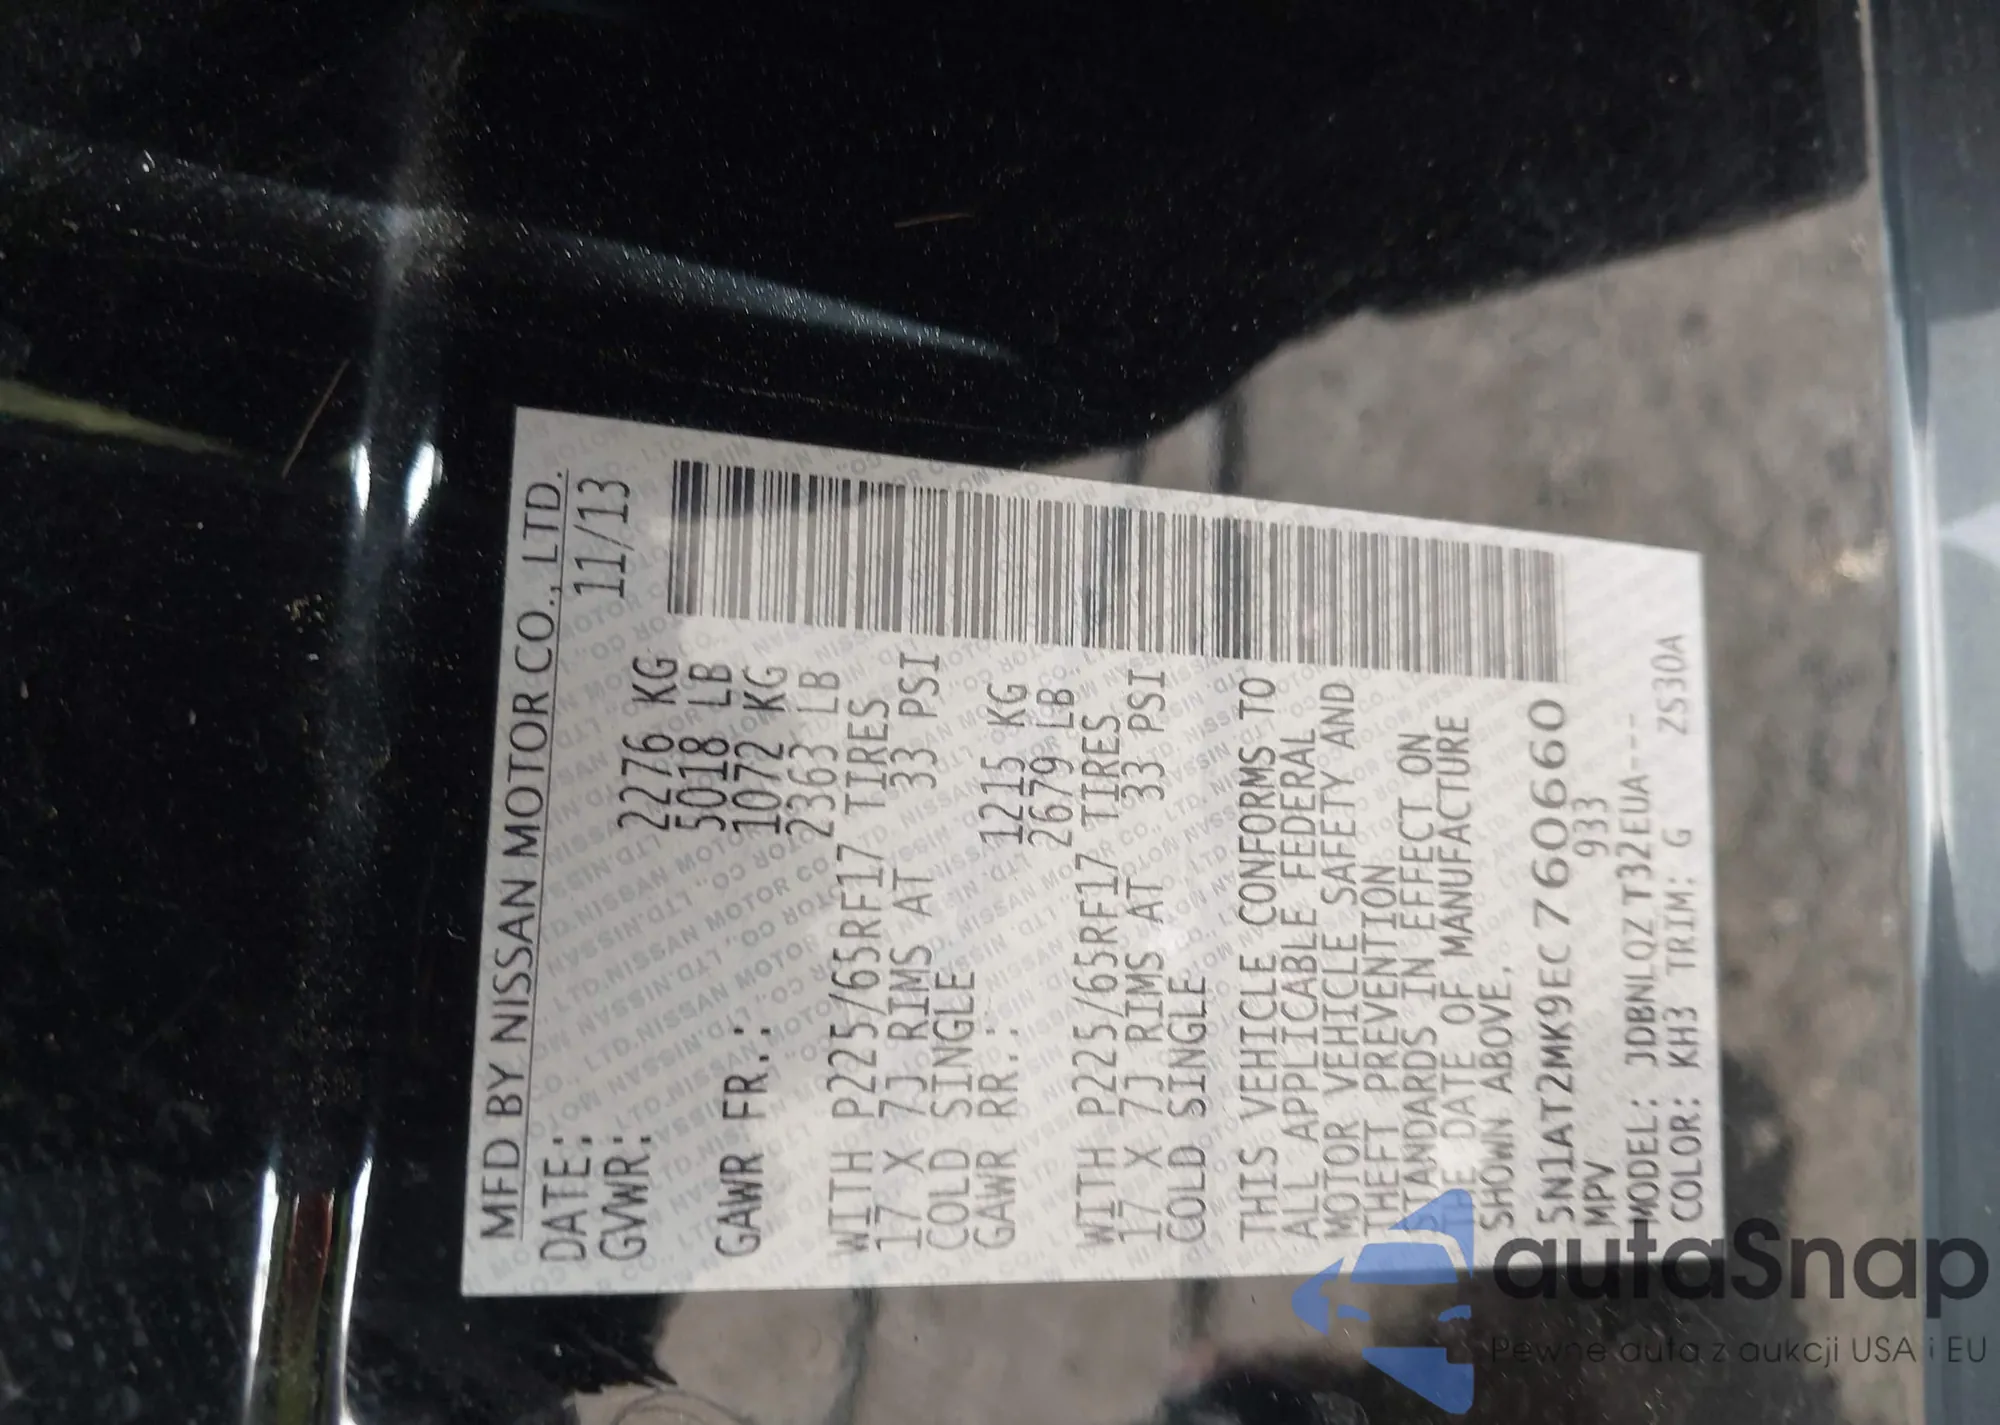 MFD BY NISSAN MOTOR CO., LTD.
DATE: 11/13
GVWR: 2276 KG
5018 LB
GAWR FR.: 1072 KG
2363 LB
WITH P225/65RF17 TIRES
17 X 7J RIMS AT 33 PSI
COLD SINGLE
GAWR RR.: 1215 KG
2679 LB
WITH P225/65RF17 TIRES
17 X 7J RIMS AT 33 PSI
COLD SINGLE
THIS VEHICLE CONFORMS TO
ALL APPLICABLE FEDERAL
MOTOR VEHICLE SAFETY AND
THEFT PREVENTION
STANDARDS IN EFFECT ON
THE DATE OF MANUFACTURE
SHOWN ABOVE.
5N1AT2MK9EC760660
MPV 933
MODEL: JDBNLQZ T32EUA---
COLOR: KH3 TRIM: G ZS30A
autaSnap
Pewne auta z aukcji USA i EU